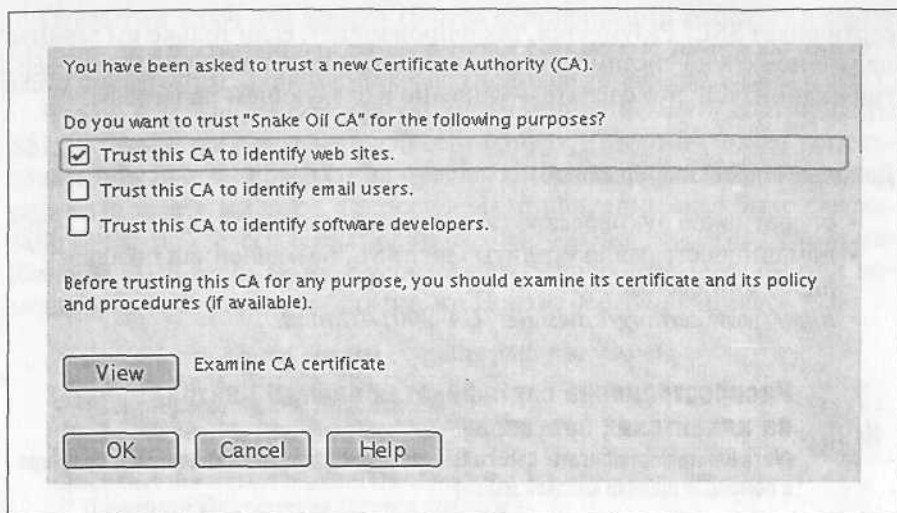 You have been asked to trust a new Certificate Authority (CA).
Do you want to trust "Snake Oil CA" for the following purposes?
Trust this CA to identify web sites.
Trust this CA to identify email users.
Trust this CA to identify software developers.
Before trusting this CA for any purpose, you should examine its certificate and its policy
and procedures (if available).
View Examine CA certificate
OK Cancel Help